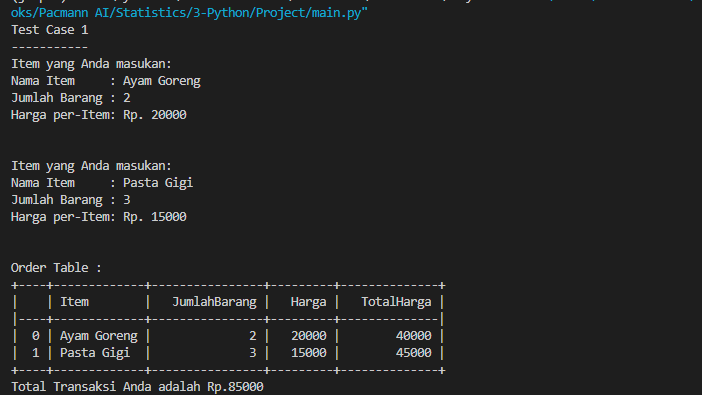 oks/Pacmann AI/Statistics/3-Python/Project/main.py"
Test Case 1
-----------
Item yang Anda masukan:
Nama Item     : Ayam Goreng
Jumlah Barang : 2
Harga per-Item: Rp. 20000
Item yang Anda masukan:
Nama Item     : Pasta Gigi
Jumlah Barang : 3
Harga per-Item: Rp. 15000
Order Table :
+----+-------------+----------------+---------+--------------+
|    | Item        |   JumlahBarang |   Harga |   TotalHarga |
|----+-------------+----------------+---------+--------------|
|  0 | Ayam Goreng |              2 |   20000 |        40000 |
|  1 | Pasta Gigi  |              3 |   15000 |        45000 |
+----+-------------+----------------+---------+--------------+
Total Transaksi Anda adalah Rp.85000